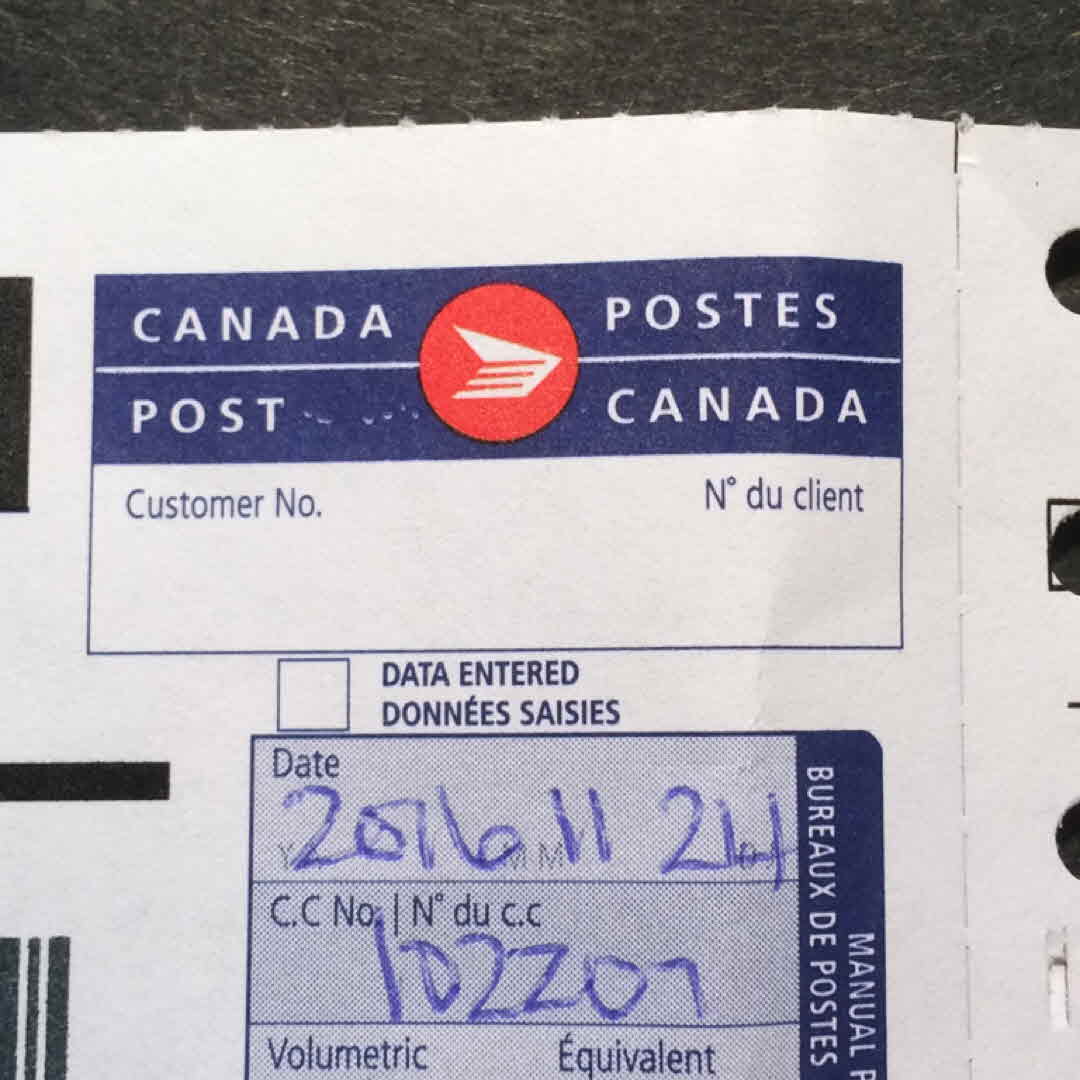 CANADA POSTES
POST CANADA
Customer No. N° du client
DATA ENTERED
DONNÉES SAISIES
Date
2016 11 24
C.C No. | N° du c.c
102207
Volumetric Équivalent
BUREAUX DE POSTES
MANUAL